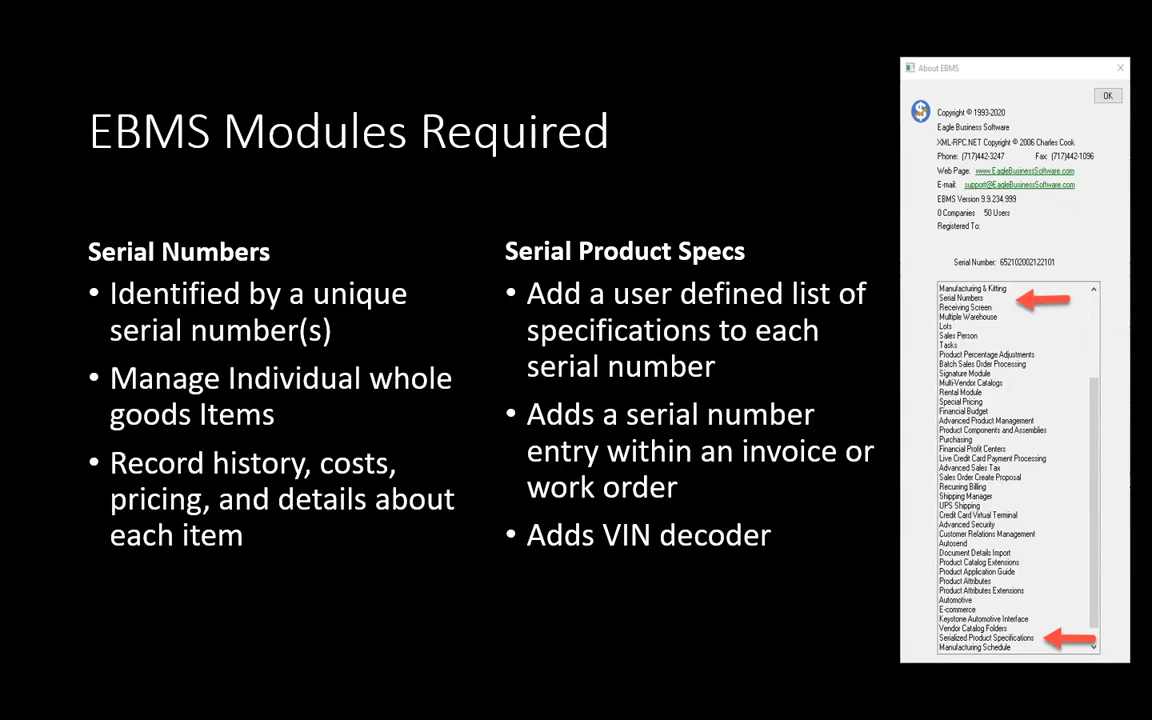 EBMS Modules Required
Serial Numbers
• Identified by a unique
serial number(s)
• Manage Individual whole
goods Items
• Record history, costs,
pricing, and details about
each item
Serial Product Specs
• Add a user defined list of
specifications to each
serial number
• Adds a serial number
entry within an invoice or
work order
• Adds VIN decoder
About EBMS
OK
Copyright © 1993-2020
Eagle Business Software
XML-RPC.NET Copyright © 2006 Charles Cook
Phone: (717)442-3247 Fax: (717)442-1096
Web Page: www.EagleBusinessSoftware.com
E-mail: support@EagleBusinessSoftware.com
EBMS Version 9.9.234.999
0 Companies 50 Users
Registered To:
Serial Number: 652102002122101
Manufacturing & Kitting
Serial Numbers
Receiving Screen
Multiple Warehouse
Lots
Sales Person
Tasks
Product Percentage Adjustments
Batch Sales Order Processing
Signature Module
Multi-Vendor Catalogs
Rental Module
Special Pricing
Financial Budget
Advanced Product Management
Product Components and Assemblies
Purchasing
Financial Profit Centers
Live Credit Card Payment Processing
Advanced Sales Tax
Sales Order Create Proposal
Recurring Billing
Shipping Manager
UPS Shipping
Credit Card Virtual Terminal
Advanced Security
Customer Relations Management
Autosend
Document Details Import
Product Catalog Extensions
Product Application Guide
Product Attributes
Product Attributes Extensions
Automotive
E-commerce
Keystone Automotive Interface
Vendor Catalog Folders
Serialized Product Specifications
Manufacturing Schedule